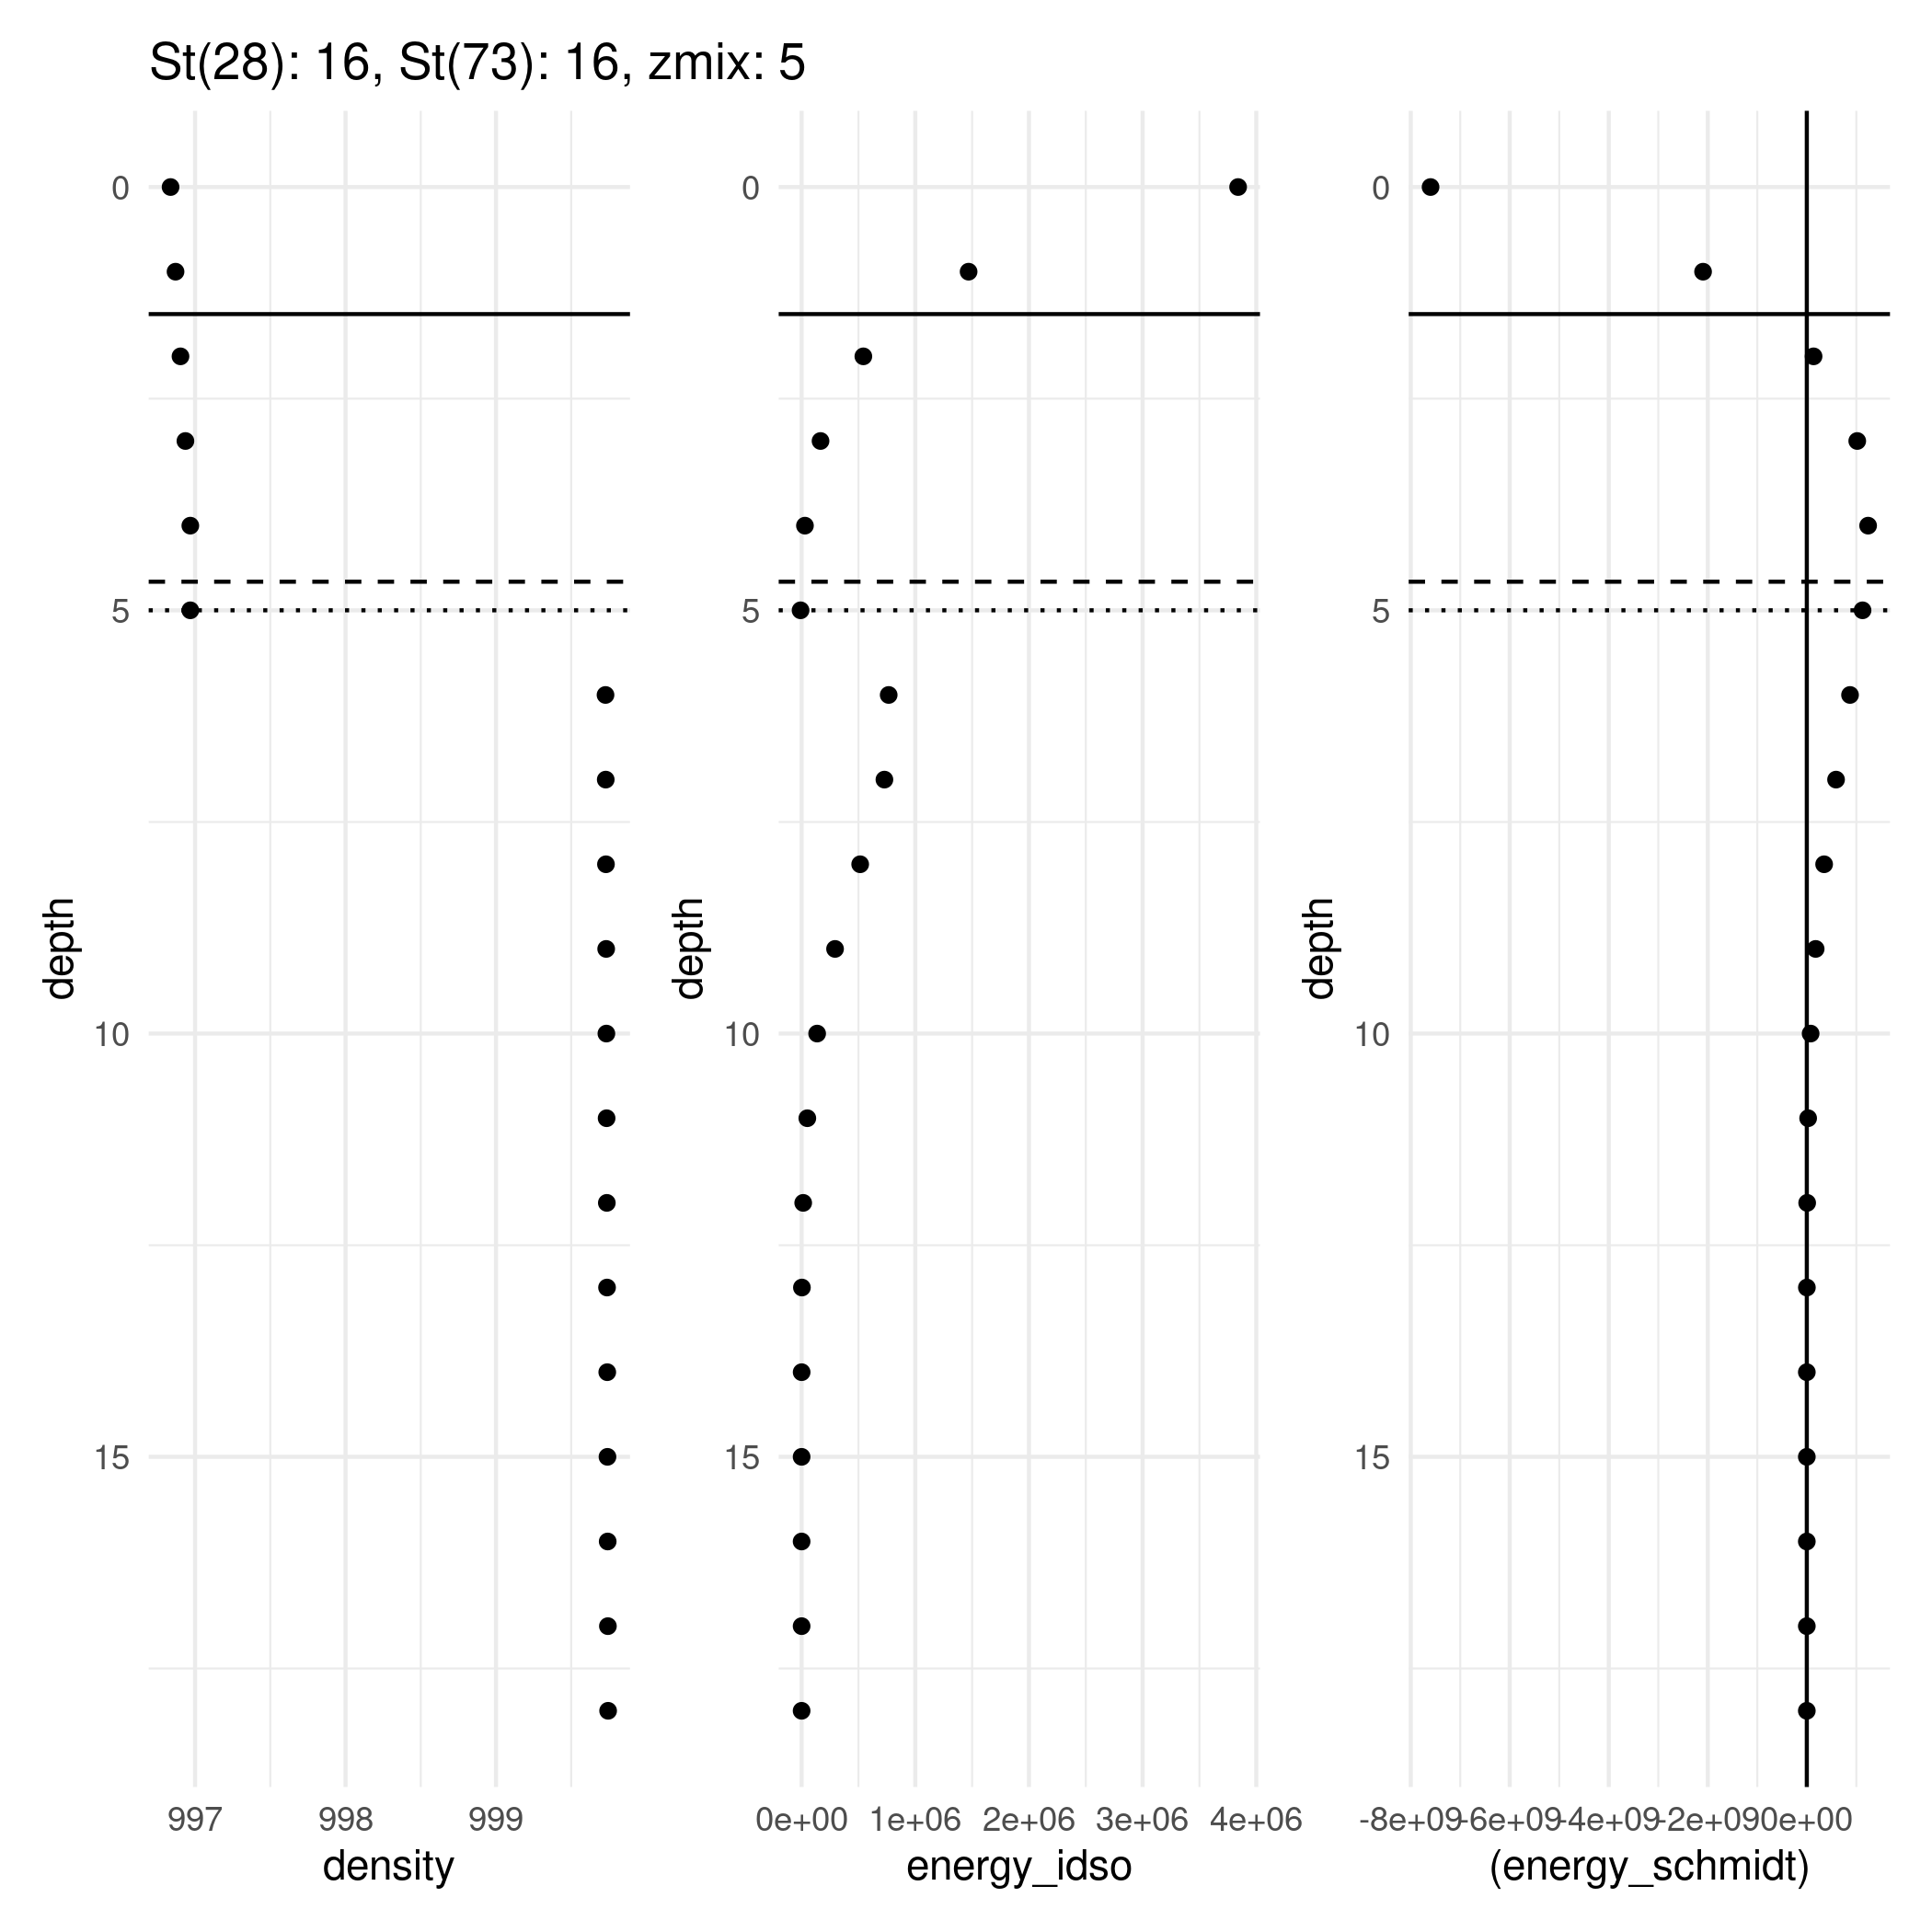 St(28): 16, St(73): 16, zmix: 5
0
5
10
15
depth
997 998 999
density
0
5
10
15
depth
0e+00 1e+06 2e+06 3e+06 4e+06
energy_idso
0
5
10
15
depth
-8e+09 -6e+09 -4e+09 -2e+09 0e+00
(energy_schmidt)